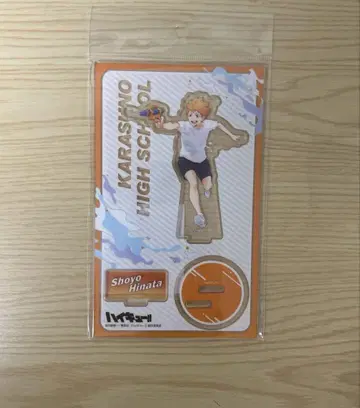 KARASUNO
HIGH SCHOOL
Shoyo
Hinata
ハイキュー!!